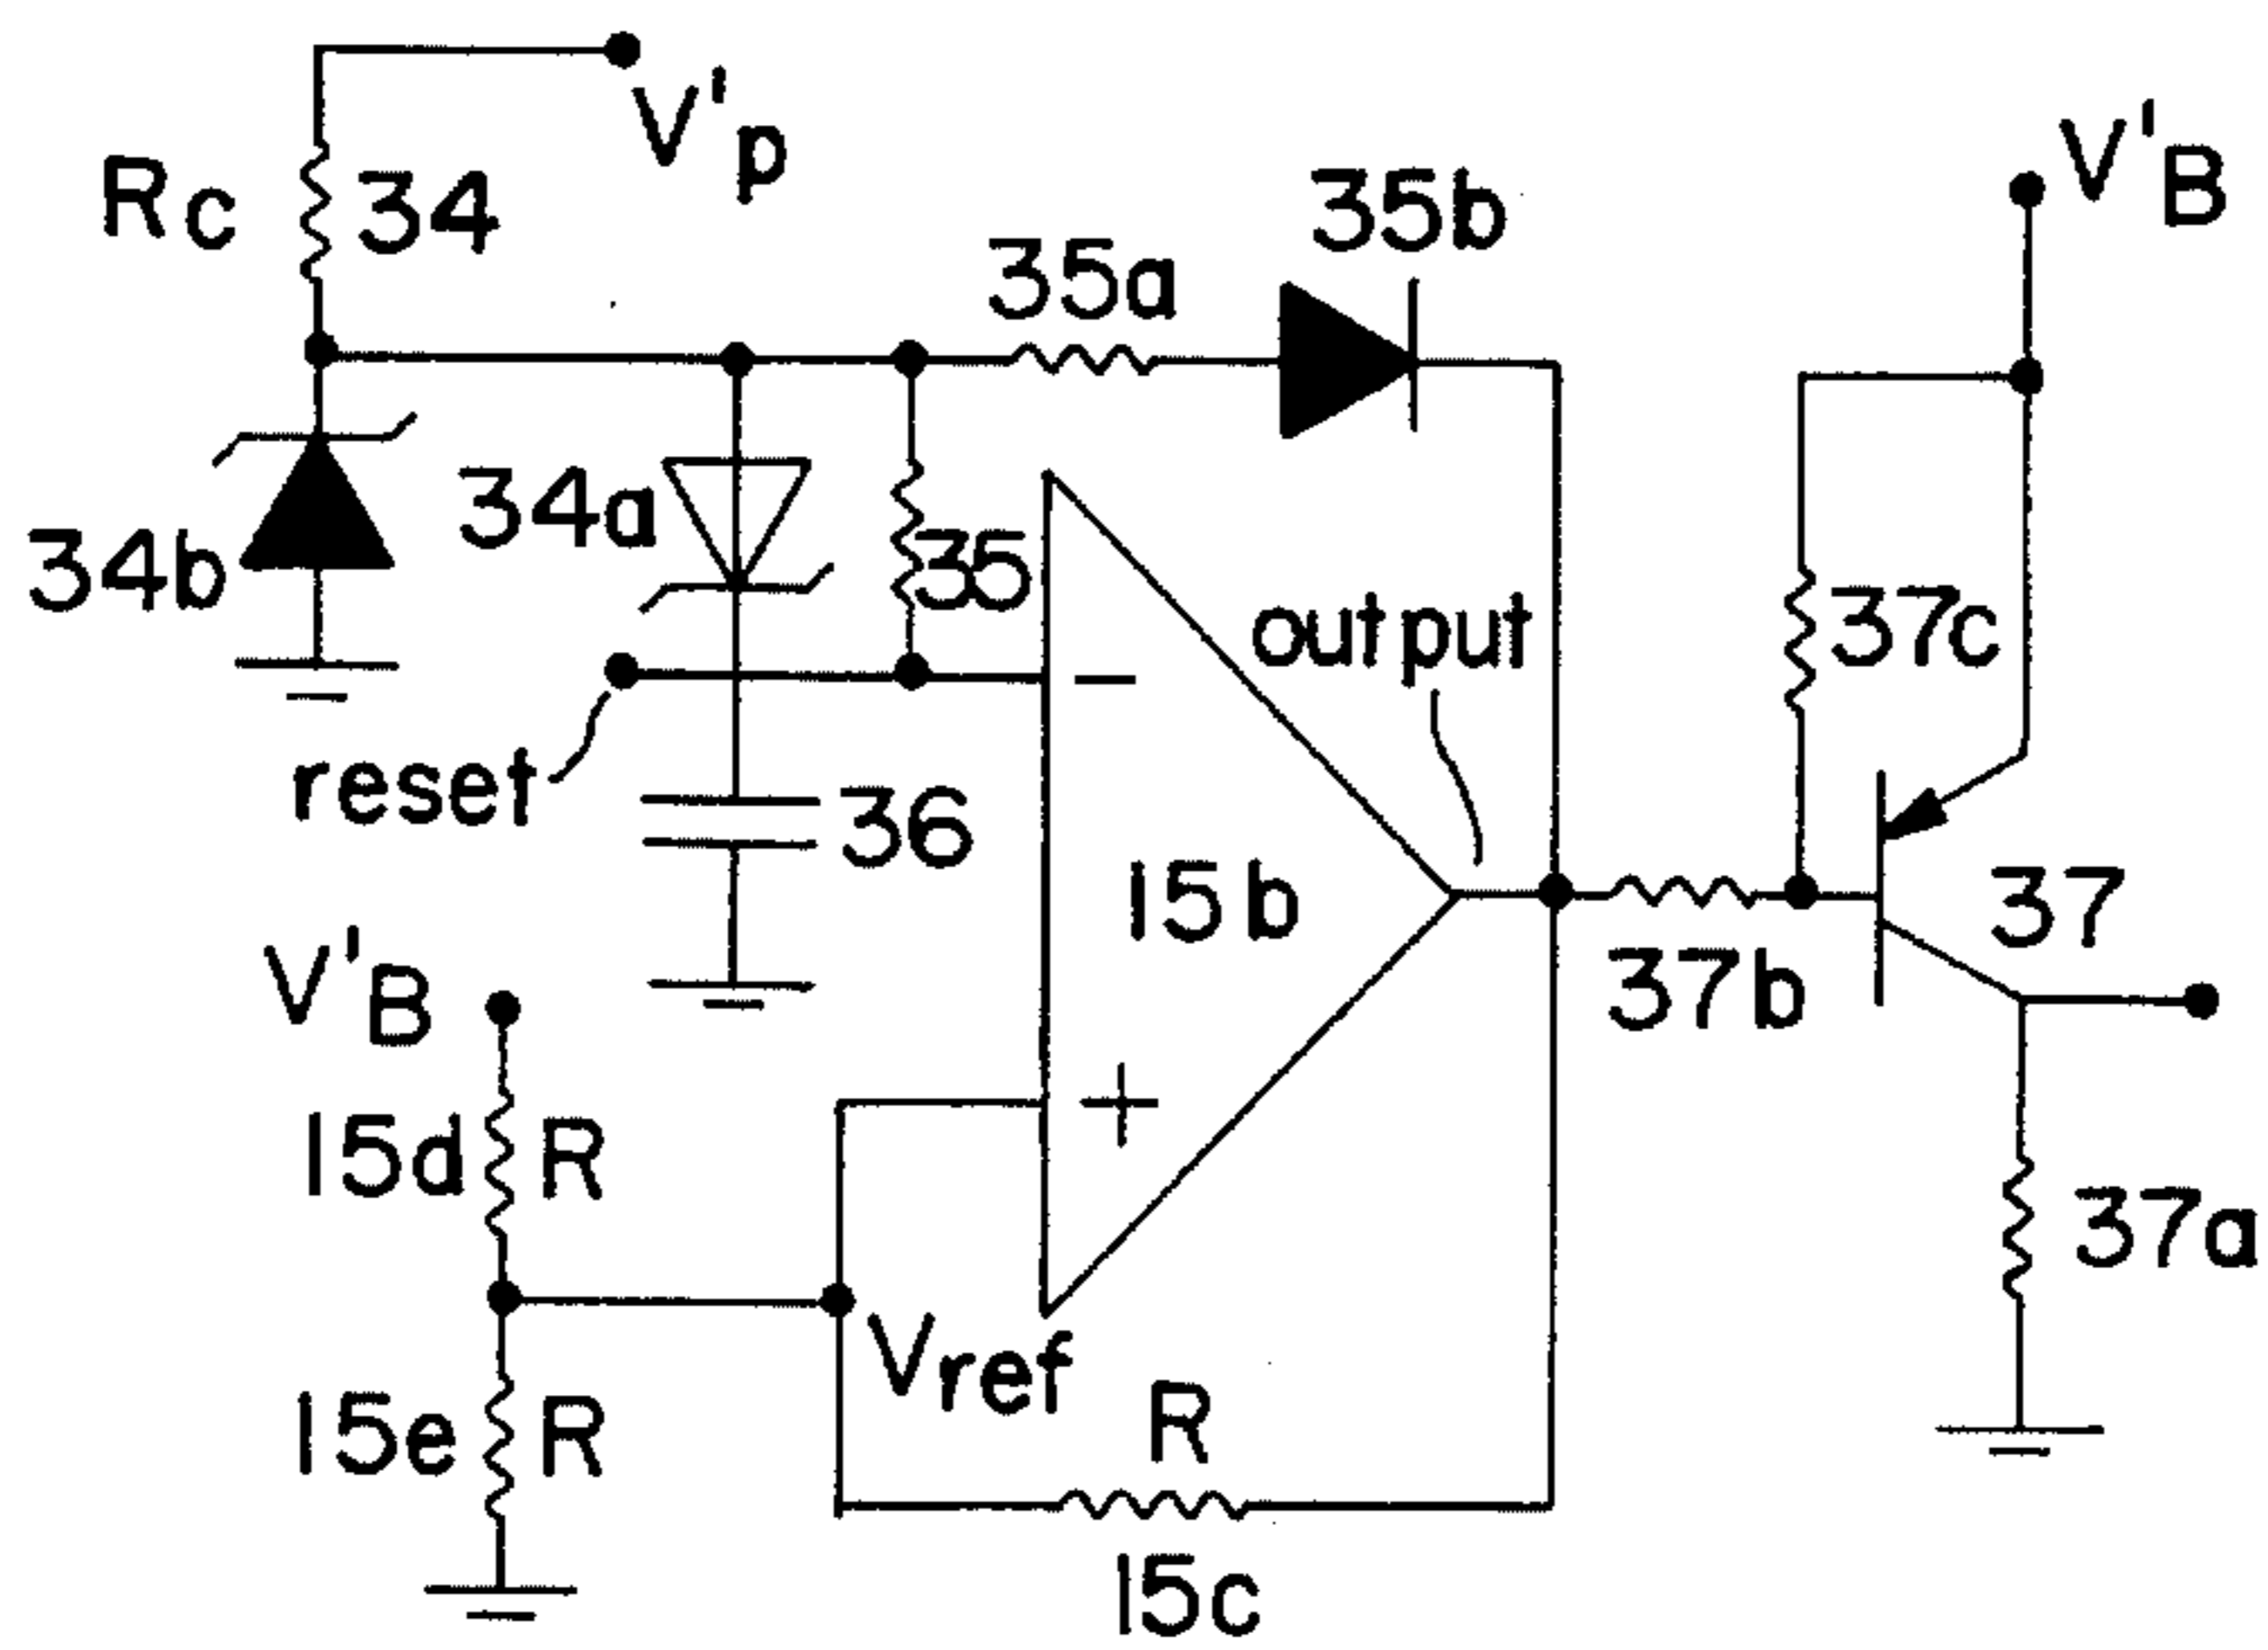 V'p
Rc 34
V'B
35b
35a
34a
34b
35
output
37c
reset
36
15b
37
37b
V'B
15d R
37a
Vref
15e R
R
15c
−
+